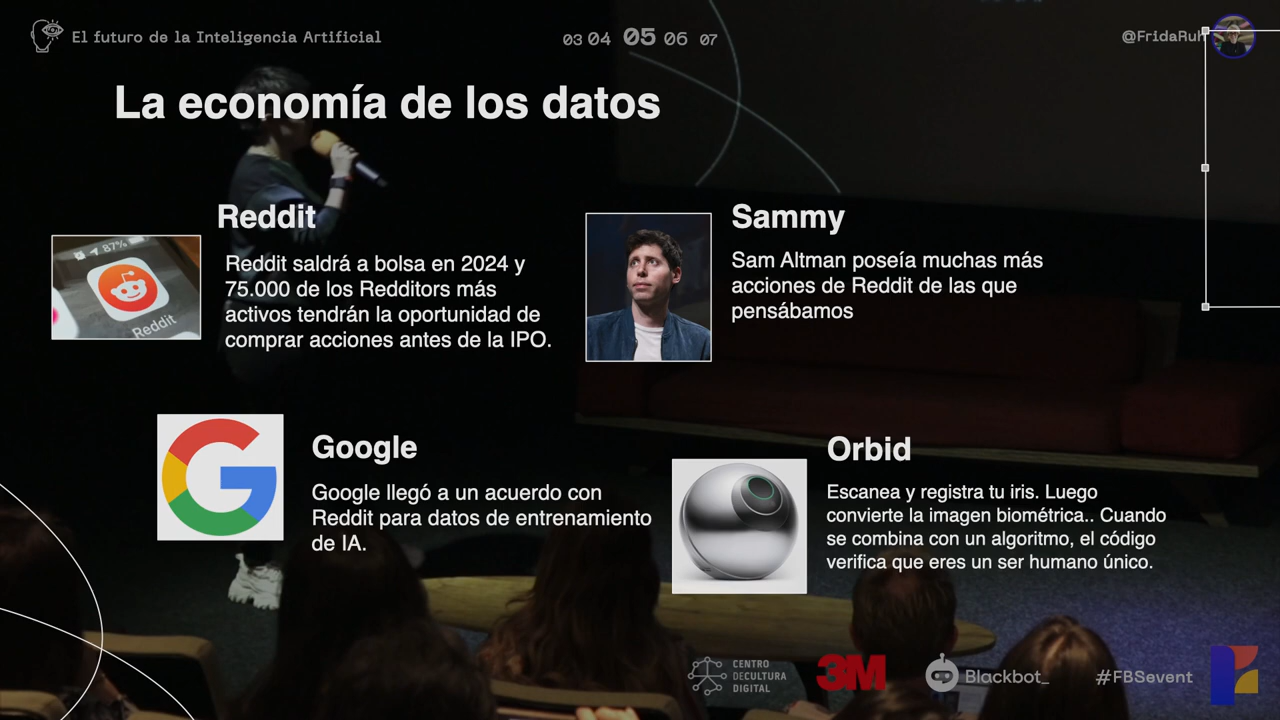 El futuro de la Inteligencia Artificial
03 04 05 06 07
@FridaRuh
La economía de los datos
Reddit
87%
Reddit
Reddit saldrá a bolsa en 2024 y
75.000 de los Redditors más
activos tendrán la oportunidad de
comprar acciones antes de la IPO.
Sammy
Sam Altman poseía muchas más
acciones de Reddit de las que
pensábamos
Google
Google llegó a un acuerdo con
Reddit para datos de entrenamiento
de IA.
Orbid
Escanea y registra tu iris. Luego
convierte la imagen biométrica.. Cuando
se combina con un algoritmo, el código
verifica que eres un ser humano único.
CENTRO
DECULTURA
DIGITAL
3M
Blackbot_
#FBSevent